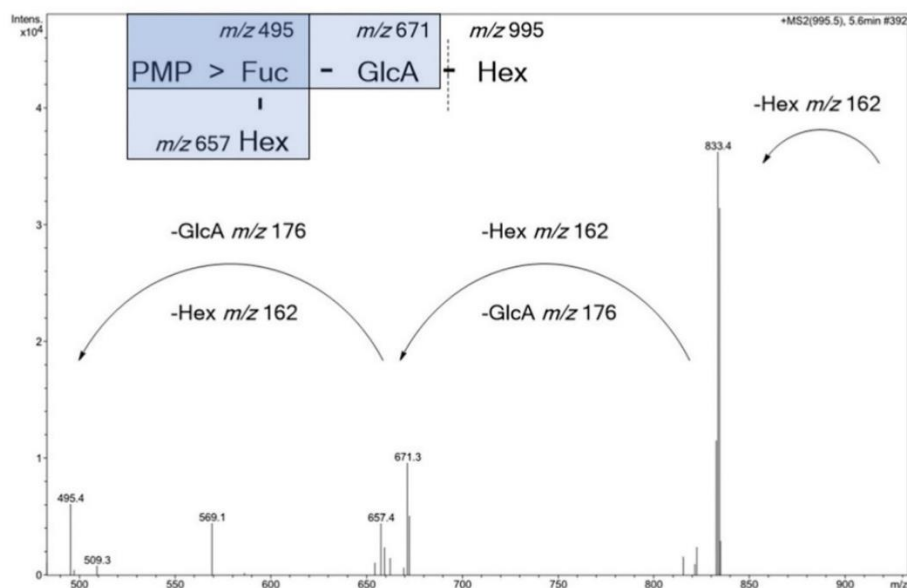 Intens.
x10⁴
+MS2(995.5), 5.6min #392
m/z 495
m/z 671
m/z 995
PMP > Fuc - GlcA - Hex
m/z 657 Hex
-Hex m/z 162
833.4
-GlcA m/z 176
-Hex m/z 162
-Hex m/z 162
-GlcA m/z 176
671.3
495.4
569.1
657.4
509.3
4
3
2
1
0
500
550
600
650
700
750
800
850
900
m/z